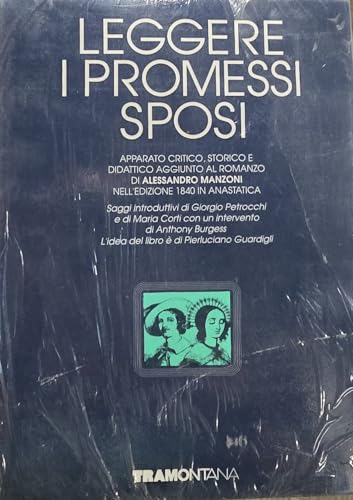 LEGGERE
I PROMESSI
SPOSI
APPARATO CRITICO, STORICO E
DIDATTICO AGGIUNTO AL ROMANZO
DI ALESSANDRO MANZONI
NELL'EDIZIONE 1840 IN ANASTATICA
Saggi introduttivi di Giorgio Petrocchi
e di Maria Corti con un intervento
di Anthony Burgess
L'idea del libro è di Pierluciano Guardigli
TRAMONTANA